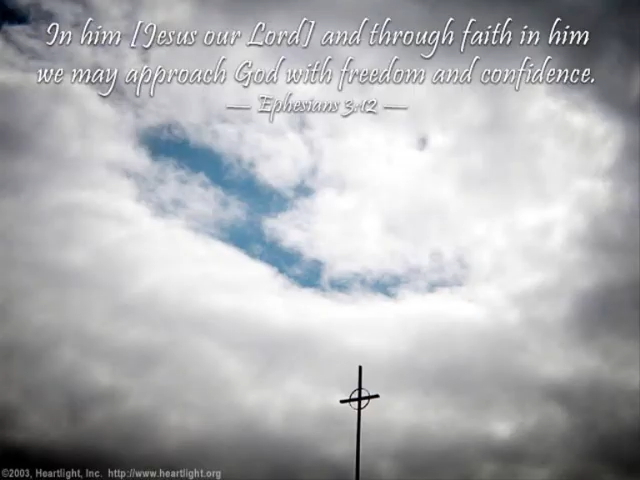 In him [Jesus our Lord] and through faith in him
we may approach God with freedom and confidence.
— Ephesians 3:12 —
©2003, Heartlight, Inc. http://www.heartlight.org